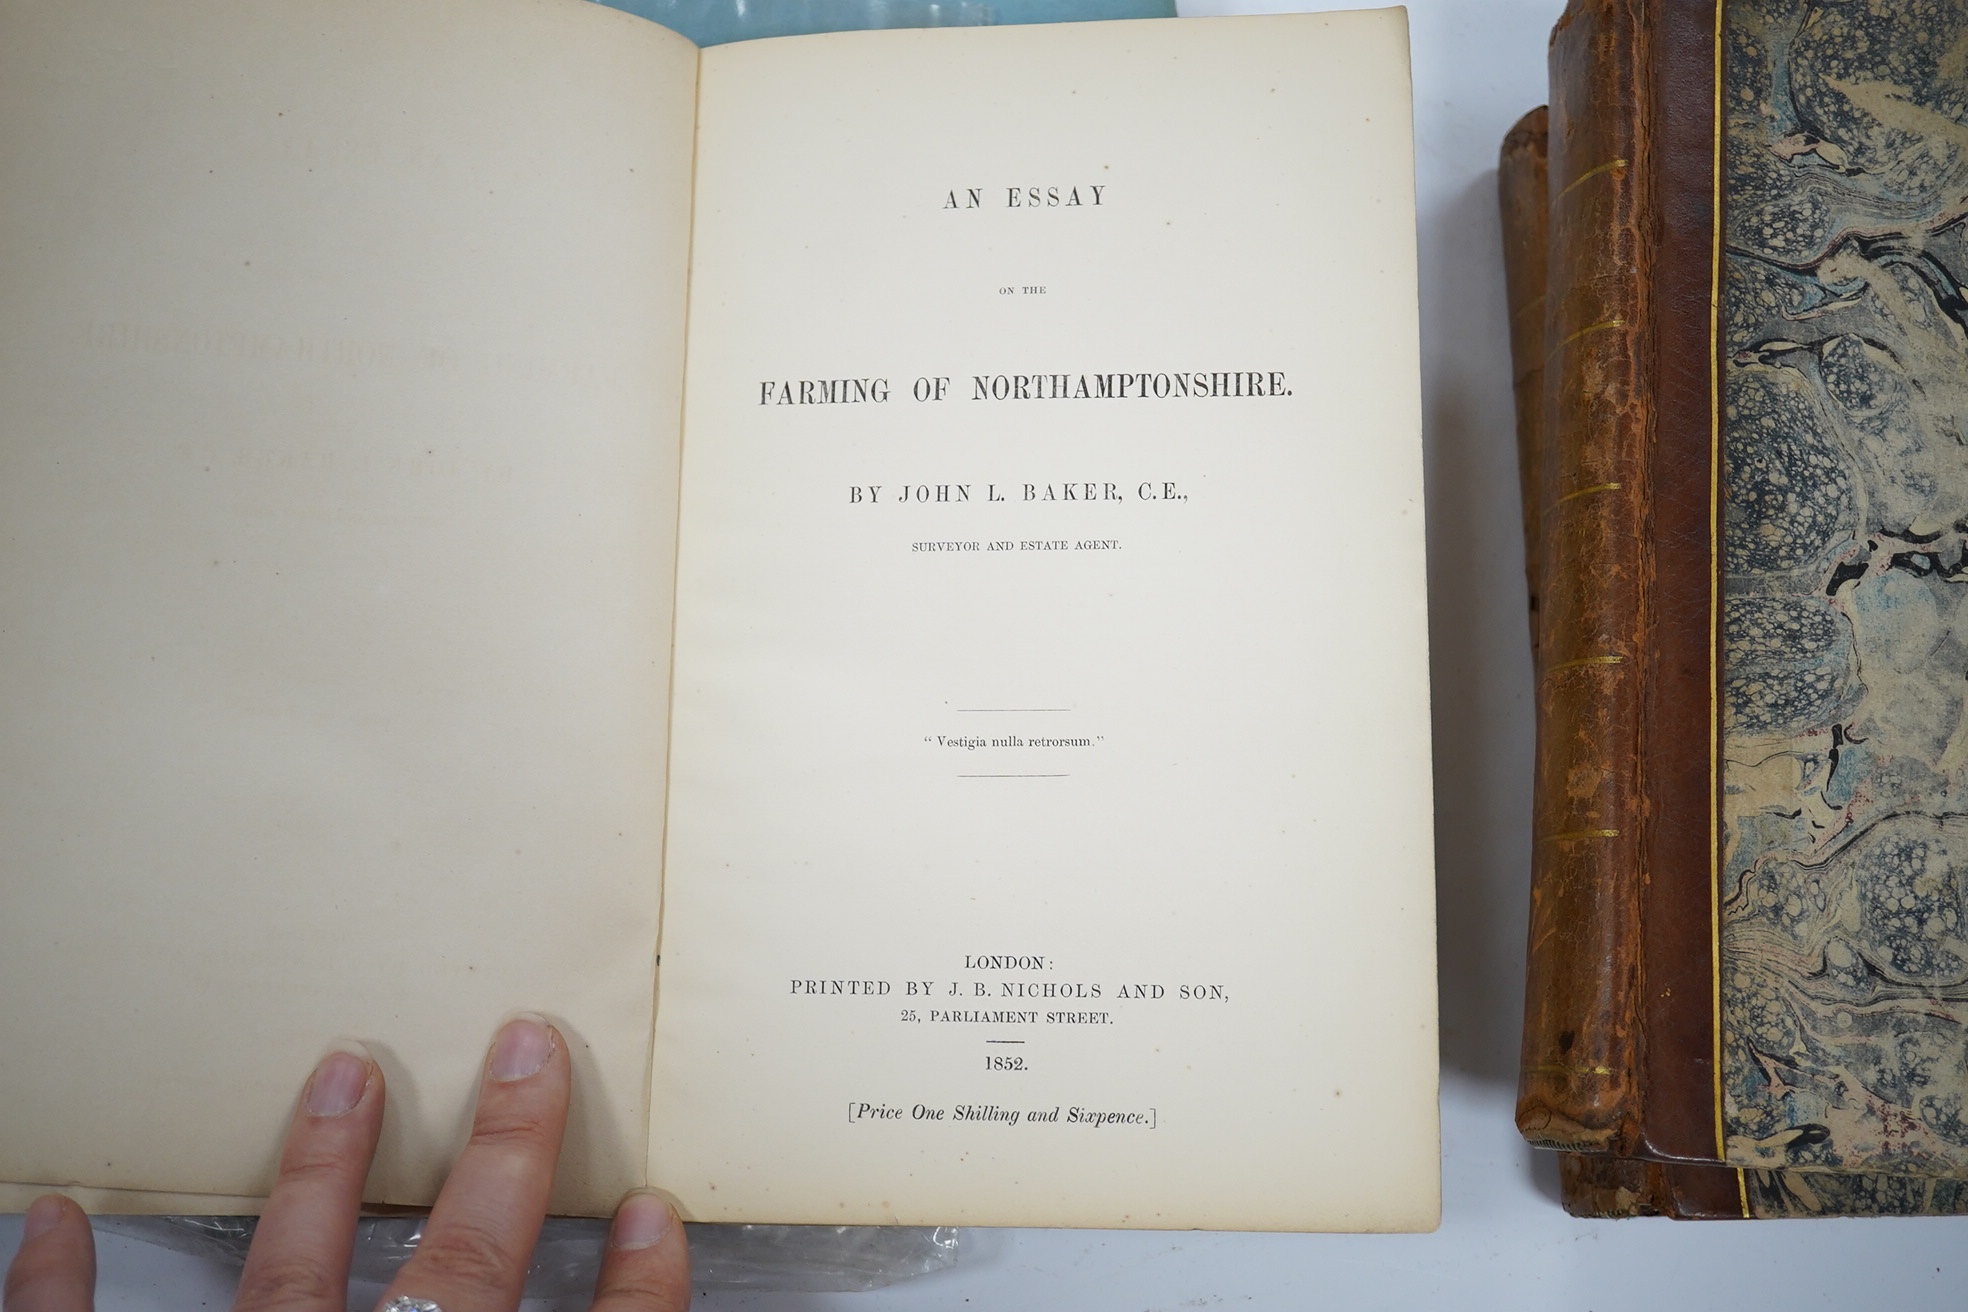 AN ESSAY
ON THE
FARMING OF NORTHAMPTONSHIRE.
BY JOHN L. BAKER, C.E.,
SURVEYOR AND ESTATE AGENT.
“Vestigia nulla retrorsum.”
LONDON:
PRINTED BY J. B. NICHOLS AND SON,
25, PARLIAMENT STREET.
1852.
[Price One Shilling and Sixpence.]